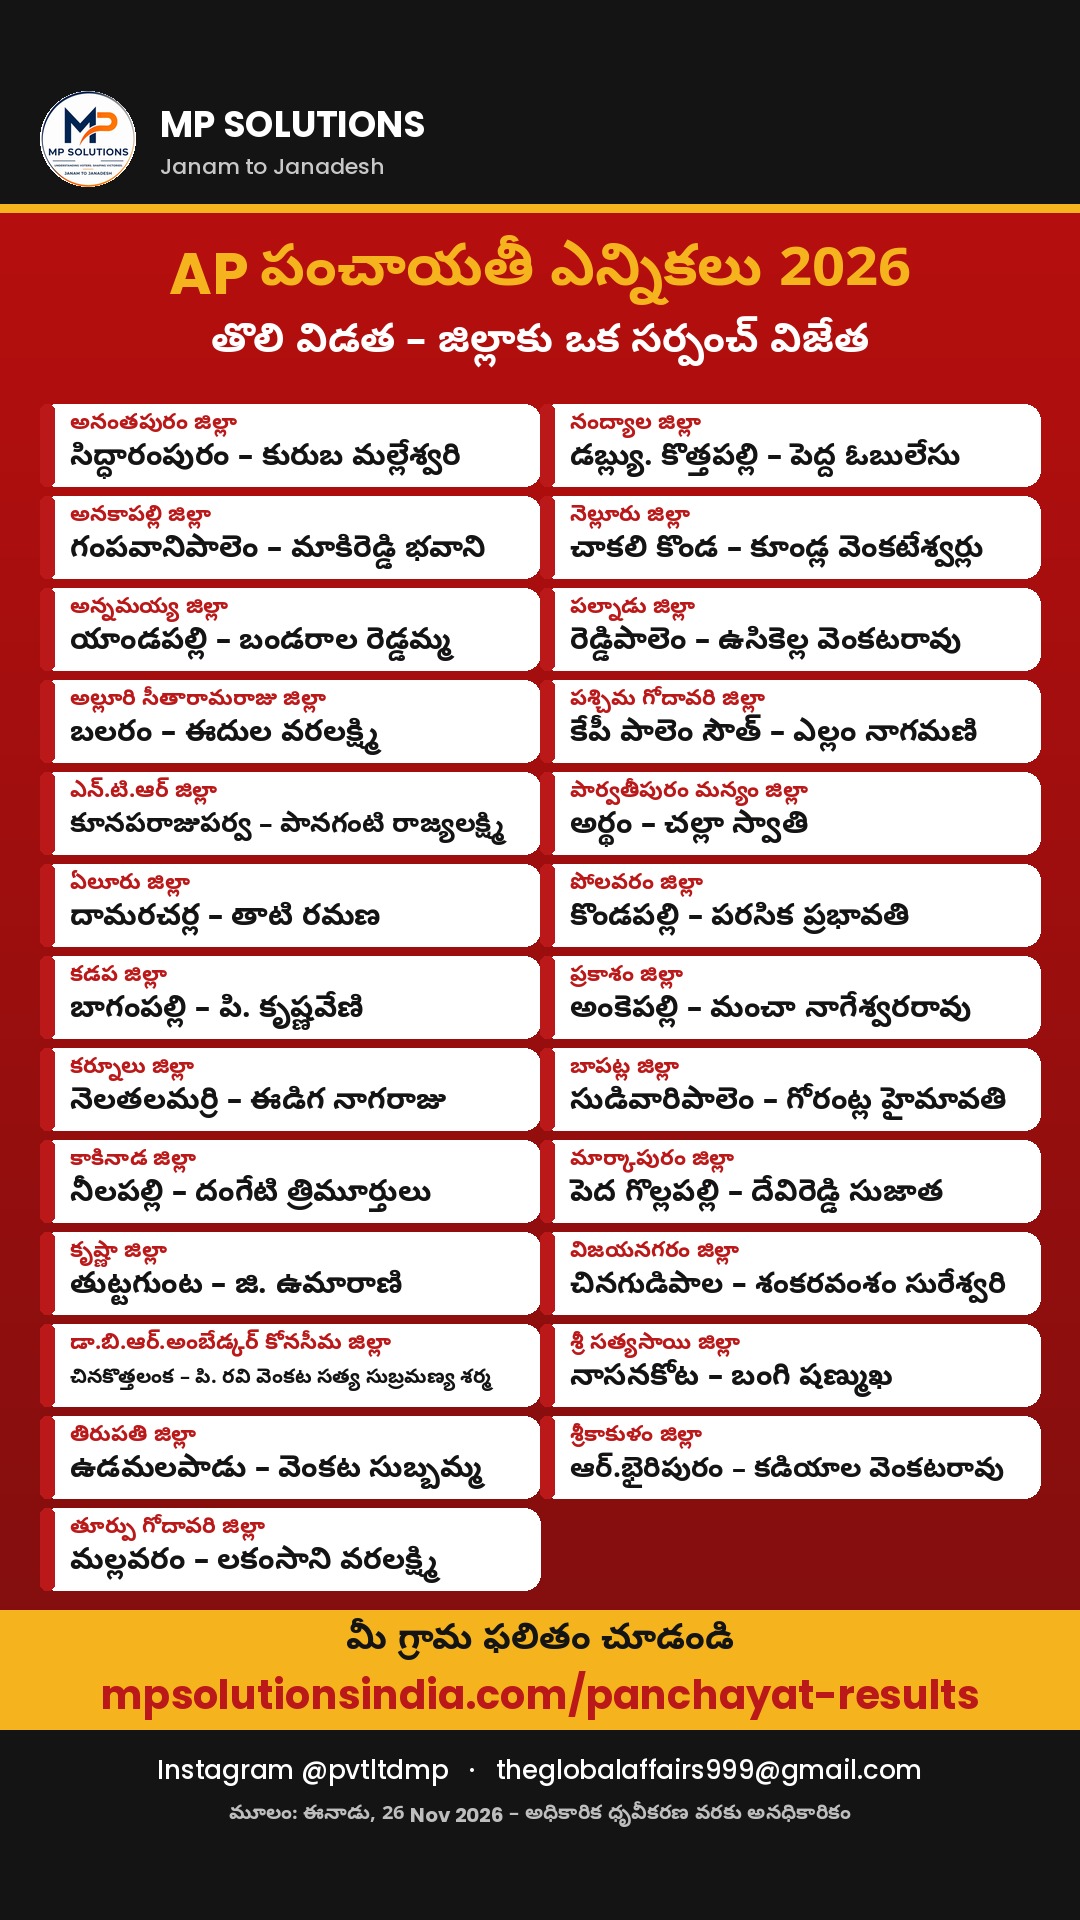 MP SOLUTIONS
Janam to Janadesh
MP
MP SOLUTIONS
JANAM TO JANADESH
AP పంచాయతీ ఎన్నికలు 2026
తొలి విడత – జిల్లాకు ఒక సర్పంచ్ విజేత
అనంతపురం జిల్లా
సిద్ధారంపురం – కురుబ మల్లేశ్వరి
నంద్యాల జిల్లా
డబ్ల్యు. కొత్తపల్లి – పెద్ద ఓబులేసు
అనకాపల్లి జిల్లా
గంపవానిపాలెం – మాకిరెడ్డి భవాని
నెల్లూరు జిల్లా
చాకలి కొండ – కూండ్ల వెంకటేశ్వర్లు
అన్నమయ్య జిల్లా
యాండపల్లి – బండరాల రెడ్డమ్మ
పల్నాడు జిల్లా
రెడ్డిపాలెం – ఉసికెల్ల వెంకటరావు
అల్లూరి సీతారామరాజు జిల్లా
బలరం – ఈదుల వరలక్ష్మి
పశ్చిమ గోదావరి జిల్లా
కేపీ పాలెం సౌత్ – ఎల్లం నాగమణి
ఎన్.టి.ఆర్ జిల్లా
కూనపరాజుపర్వ – పానగంటి రాజ్యలక్ష్మి
పార్వతీపురం మన్యం జిల్లా
అర్థం – చల్లా స్వాతి
ఏలూరు జిల్లా
దామరచర్ల – తాటి రమణ
పోలవరం జిల్లా
కొండపల్లి – పరసిక ప్రభావతి
కడప జిల్లా
బాగంపల్లి – పి. కృష్ణవేణి
ప్రకాశం జిల్లా
అంకెపల్లి – మంచా నాగేశ్వరరావు
కర్నూలు జిల్లా
నెలతలమర్రి – ఈడిగ నాగరాజు
బాపట్ల జిల్లా
సుడివారిపాలెం – గోరంట్ల హైమావతి
కాకినాడ జిల్లా
నీలపల్లి – దంగేటి త్రిమూర్తులు
మార్కాపురం జిల్లా
పెద గొల్లపల్లి – దేవిరెడ్డి సుజాత
కృష్ణా జిల్లా
తుట్టగుంట – జి. ఉమారాణి
విజయనగరం జిల్లా
చినగుడిపాల – శంకరవంశం సురేశ్వరి
డా.బి.ఆర్.అంబేడ్కర్ కోనసీమ జిల్లా
చినకొత్తలంక – పి. రవి వెంకట సత్య సుబ్రమణ్య శర్మ
శ్రీ సత్యసాయి జిల్లా
నాసనకోట – బంగి షణ్ముఖ
తిరుపతి జిల్లా
ఉడమలపాడు – వెంకట సుబ్బమ్మ
శ్రీకాకుళం జిల్లా
ఆర్.భైరిపురం – కడియాల వెంకటరావు
తూర్పు గోదావరి జిల్లా
మల్లవరం – లకంసాని వరలక్ష్మి
మీ గ్రామ ఫలితం చూడండి
mpsolutionsindia.com/panchayat-results
Instagram @pvtltdmp · theglobalaffairs999@gmail.com
మూలం: ఈనాడు, 26 Nov 2026 – అధికారిక ధృవీకరణ వరకు అనధికారికం